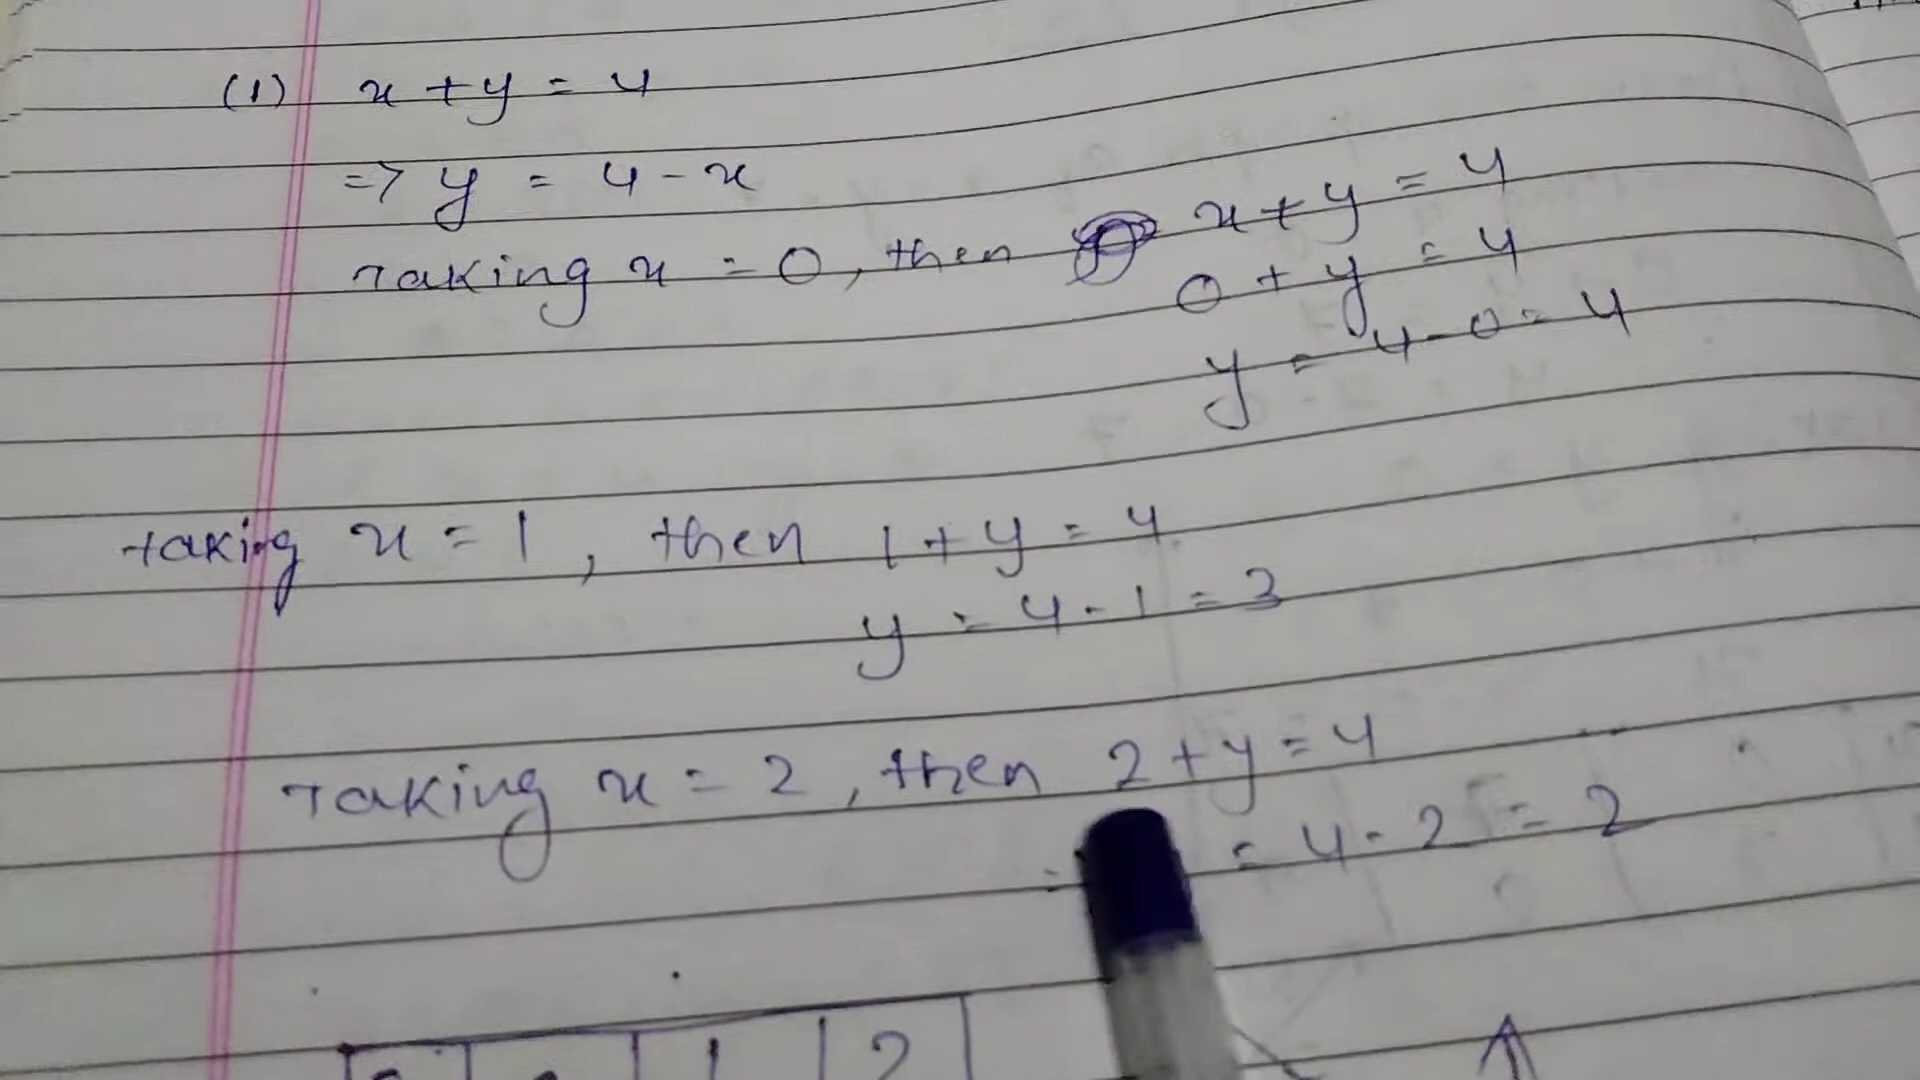 (1) x + y = 4
=> y = 4 - x
Taking x = 0, then x + y = 4
0 + y = 4
y = 4 - 0 = 4
taking x = 1, then 1 + y = 4
y = 4 - 1 = 3
Taking x = 2, then 2 + y = 4
= 4 - 2 = 2
1 2